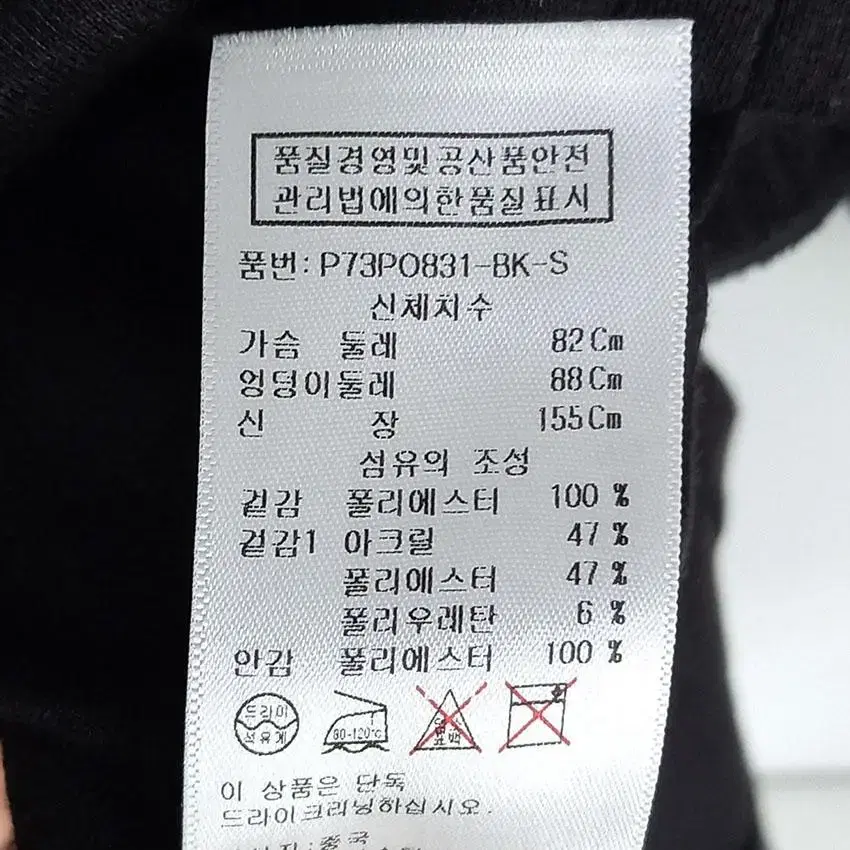 품질경영및공산품안전
관리법에의한품질표시
품번: P73PO831-BK-S
신체치수
가슴 둘레 82Cm
엉덩이둘레 88Cm
신 장 155Cm
섬유의 조성
겉감 폴리에스터 100 %
겉감1 아크릴 47 %
폴리에스터 47 %
폴리우레탄 6 %
안감 폴리에스터 100 %
드라이
석유계
80-120°C
이 상품은 단독
드라이크리닝하십시오.
중국